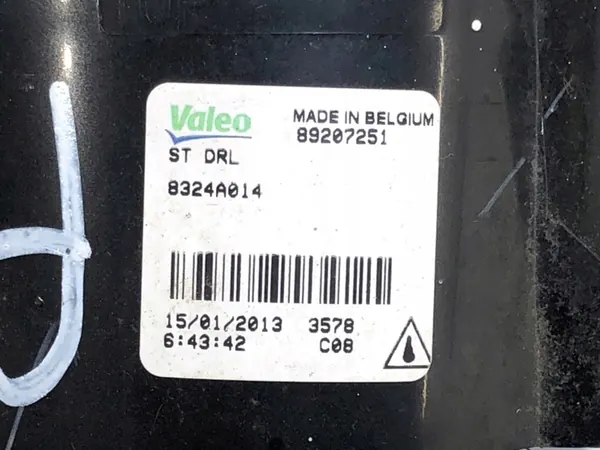 Valeo
MADE IN BELGIUM
89207251
ST DRL
8324A014
15/01/2013 3578
6:43:42 C08